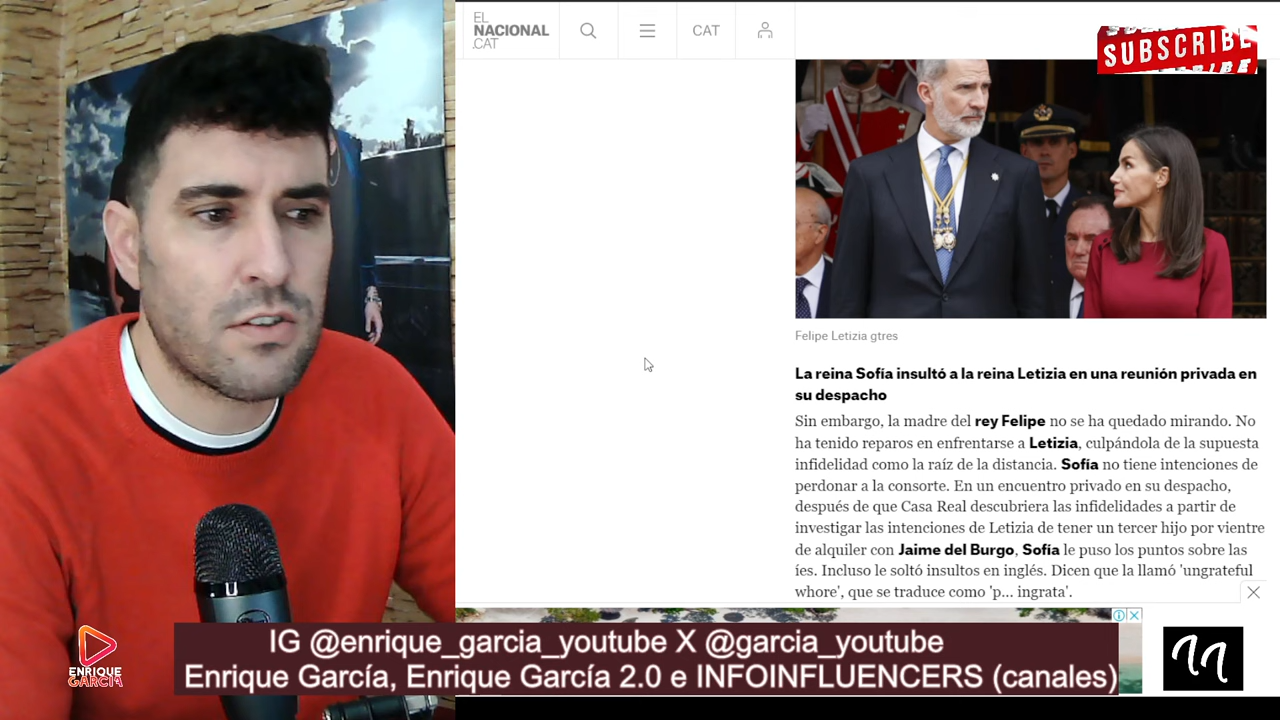 EL
NACIONAL
.CAT
CAT
SUBSCRIBE
Felipe Letizia gtres
La reina Sofía insultó a la reina Letizia en una reunión privada en
su despacho
Sin embargo, la madre del rey Felipe no se ha quedado mirando. No
ha tenido reparos en enfrentarse a Letizia, culpándola de la supuesta
infidelidad como la raíz de la distancia. Sofía no tiene intenciones de
perdonar a la consorte. En un encuentro privado en su despacho,
después de que Casa Real descubriera las infidelidades a partir de
investigar las intenciones de Letizia de tener un tercer hijo por vientre
de alquiler con Jaime del Burgo, Sofía le puso los puntos sobre las
íes. Incluso le soltó insultos en inglés. Dicen que la llamó 'ungrateful
whore', que se traduce como 'p... ingrata'.
ENRIQUE
GARCÍA
IG @enrique_garcia_youtube X @garcia_youtube
Enrique García, Enrique García 2.0 e INFOINFLUENCERS (canales)